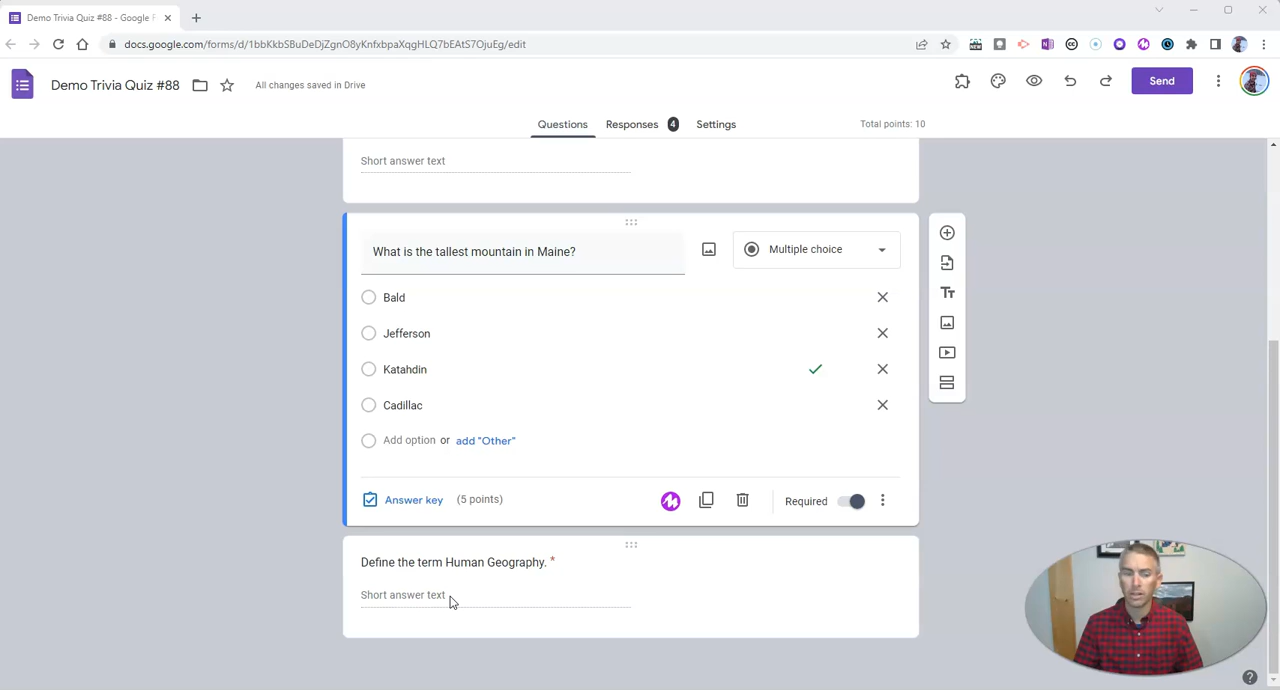 Demo Trivia Quiz #88 - Google F
docs.google.com/forms/d/1bbKkbSBuDeDjZgnO8yKnfxbpaXqgHLQ7bEAtS7OjuEg/edit
Demo Trivia Quiz #88
All changes saved in Drive
Send
Questions
Responses 4
Settings
Total points: 10
Short answer text
What is the tallest mountain in Maine?
Multiple choice
Bald
Jefferson
Katahdin
Cadillac
Add option or add "Other"
Answer key (5 points)
Required
Define the term Human Geography. *
Short answer text